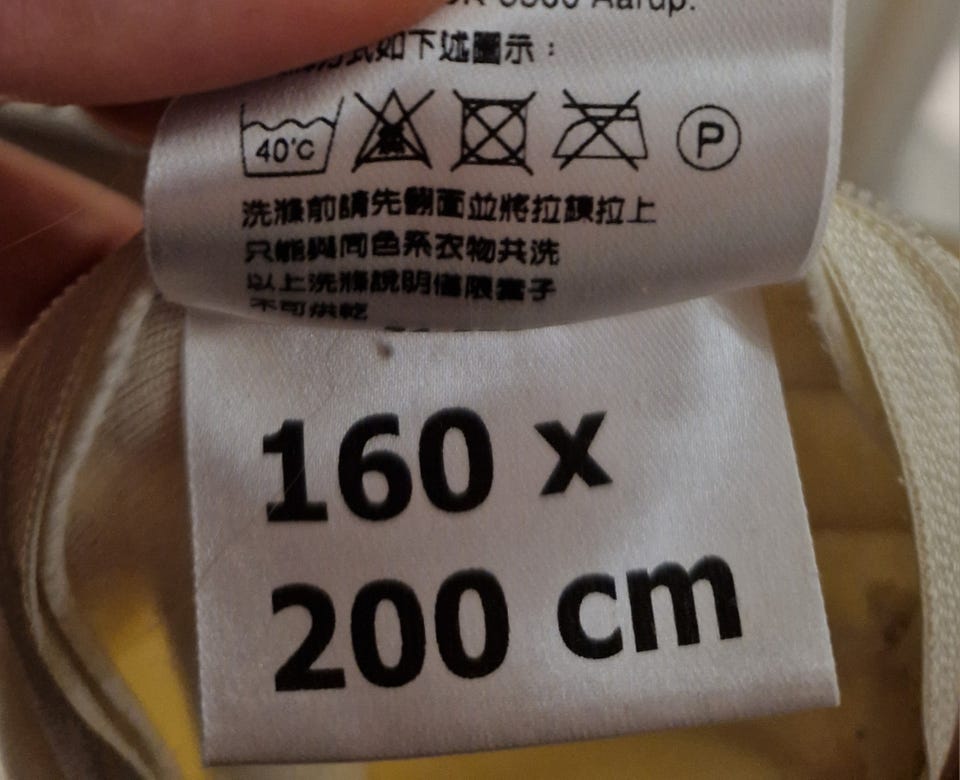 Aarup.
如下述圖示：
40°C P
洗滌前請先翻面並將拉鍊拉上
只能與同色系衣物共洗
以上洗滌說明僅限套子
不可烘乾
160 x
200 cm